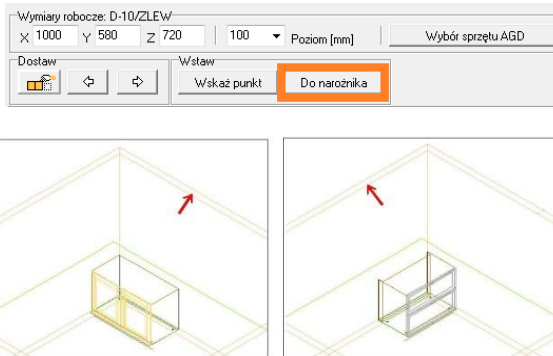 Wymiary robocze: D-10/ZLEW
X 1000 Y 580 Z 720 100 Poziom [mm] Wybór sprzętu AGD
Dostaw Wstaw
Wskaż punkt Do narożnika